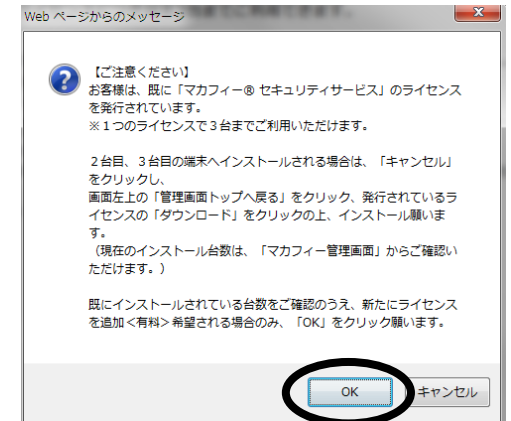 Web ページからのメッセージ
【ご注意ください】
お客様は、既に「マカフィー® セキュリティサービス」のライセンス
を発行されています。
※１つのライセンスで３台までご利用いただけます。
２台目、３台目の端末へインストールされる場合は、「キャンセル」
をクリックし、
画面左上の「管理画面トップへ戻る」をクリック、発行されているラ
イセンスの「ダウンロード」をクリックの上、インストール願いま
す。
（現在のインストール台数は、「マカフィー管理画面」からご確認い
ただけます。）
既にインストールされている台数をご確認のうえ、新たにライセンス
を追加＜有料＞希望される場合のみ、「OK」をクリック願います。
OK
キャンセル